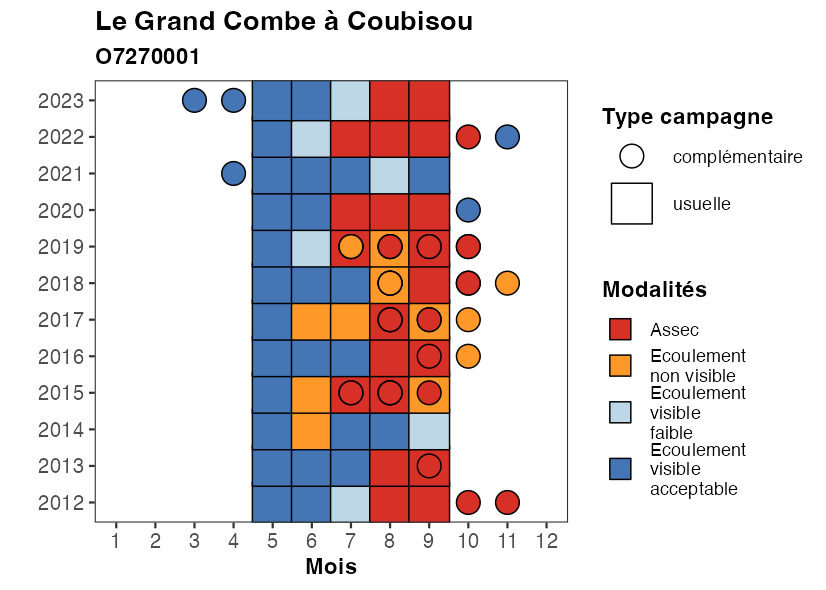 Le Grand Combe à Coubisou
O7270001
2023
2022
2021
2020
2019
2018
2017
2016
2015
2014
2013
2012
1 2 3 4 5 6 7 8 9 10 11 12
Mois
Type campagne
complémentaire
usuelle
Modalités
Assec
Ecoulement
non visible
Ecoulement
visible
faible
Ecoulement
visible
acceptable